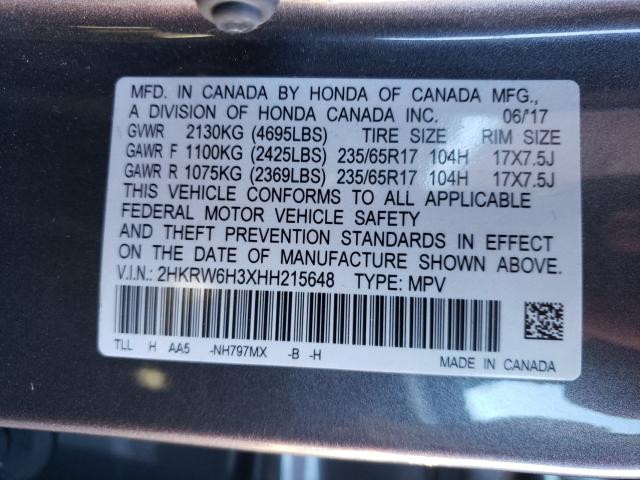 MFD. IN CANADA BY HONDA OF CANADA MFG.,
A DIVISION OF HONDA CANADA INC. 06/'17
GVWR 2130KG (4695LBS) TIRE SIZE RIM SIZE
GAWR F 1100KG (2425LBS) 235/65R17 104H 17X7.5J
GAWR R 1075KG (2369LBS) 235/65R17 104H 17X7.5J
THIS VEHICLE CONFORMS TO ALL APPLICABLE
FEDERAL MOTOR VEHICLE SAFETY
AND THEFT PREVENTION STANDARDS IN EFFECT
ON THE DATE OF MANUFACTURE SHOWN ABOVE.
V.I.N.: 2HKRW6H3XHH215648 TYPE: MPV
TLL H AA5 -NH797MX -B -H
MADE IN CANADA